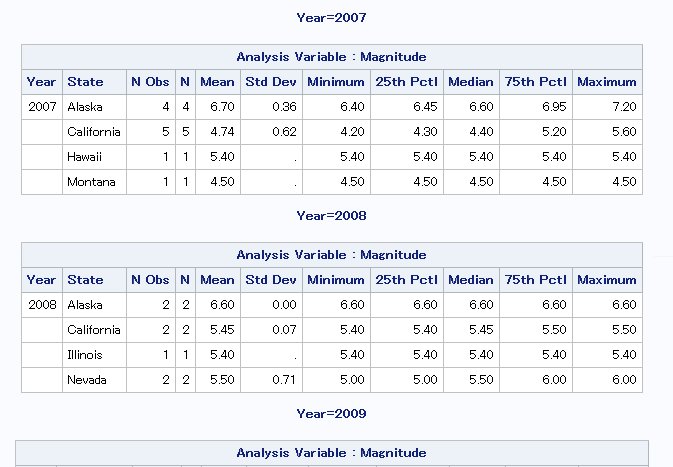 Year=2007
Analysis Variable : Magnitude
Year State N Obs N Mean Std Dev Minimum 25th Pctl Median 75th Pctl Maximum
2007 Alaska 4 4 6.70 0.36 6.40 6.45 6.60 6.95 7.20
California 5 5 4.74 0.62 4.20 4.30 4.40 5.20 5.60
Hawaii 1 1 5.40 . 5.40 5.40 5.40 5.40 5.40
Montana 1 1 4.50 . 4.50 4.50 4.50 4.50 4.50
Year=2008
Analysis Variable : Magnitude
Year State N Obs N Mean Std Dev Minimum 25th Pctl Median 75th Pctl Maximum
2008 Alaska 2 2 6.60 0.00 6.60 6.60 6.60 6.60 6.60
California 2 2 5.45 0.07 5.40 5.40 5.45 5.50 5.50
Illinois 1 1 5.40 . 5.40 5.40 5.40 5.40 5.40
Nevada 2 2 5.50 0.71 5.00 5.00 5.50 6.00 6.00
Year=2009
Analysis Variable : Magnitude